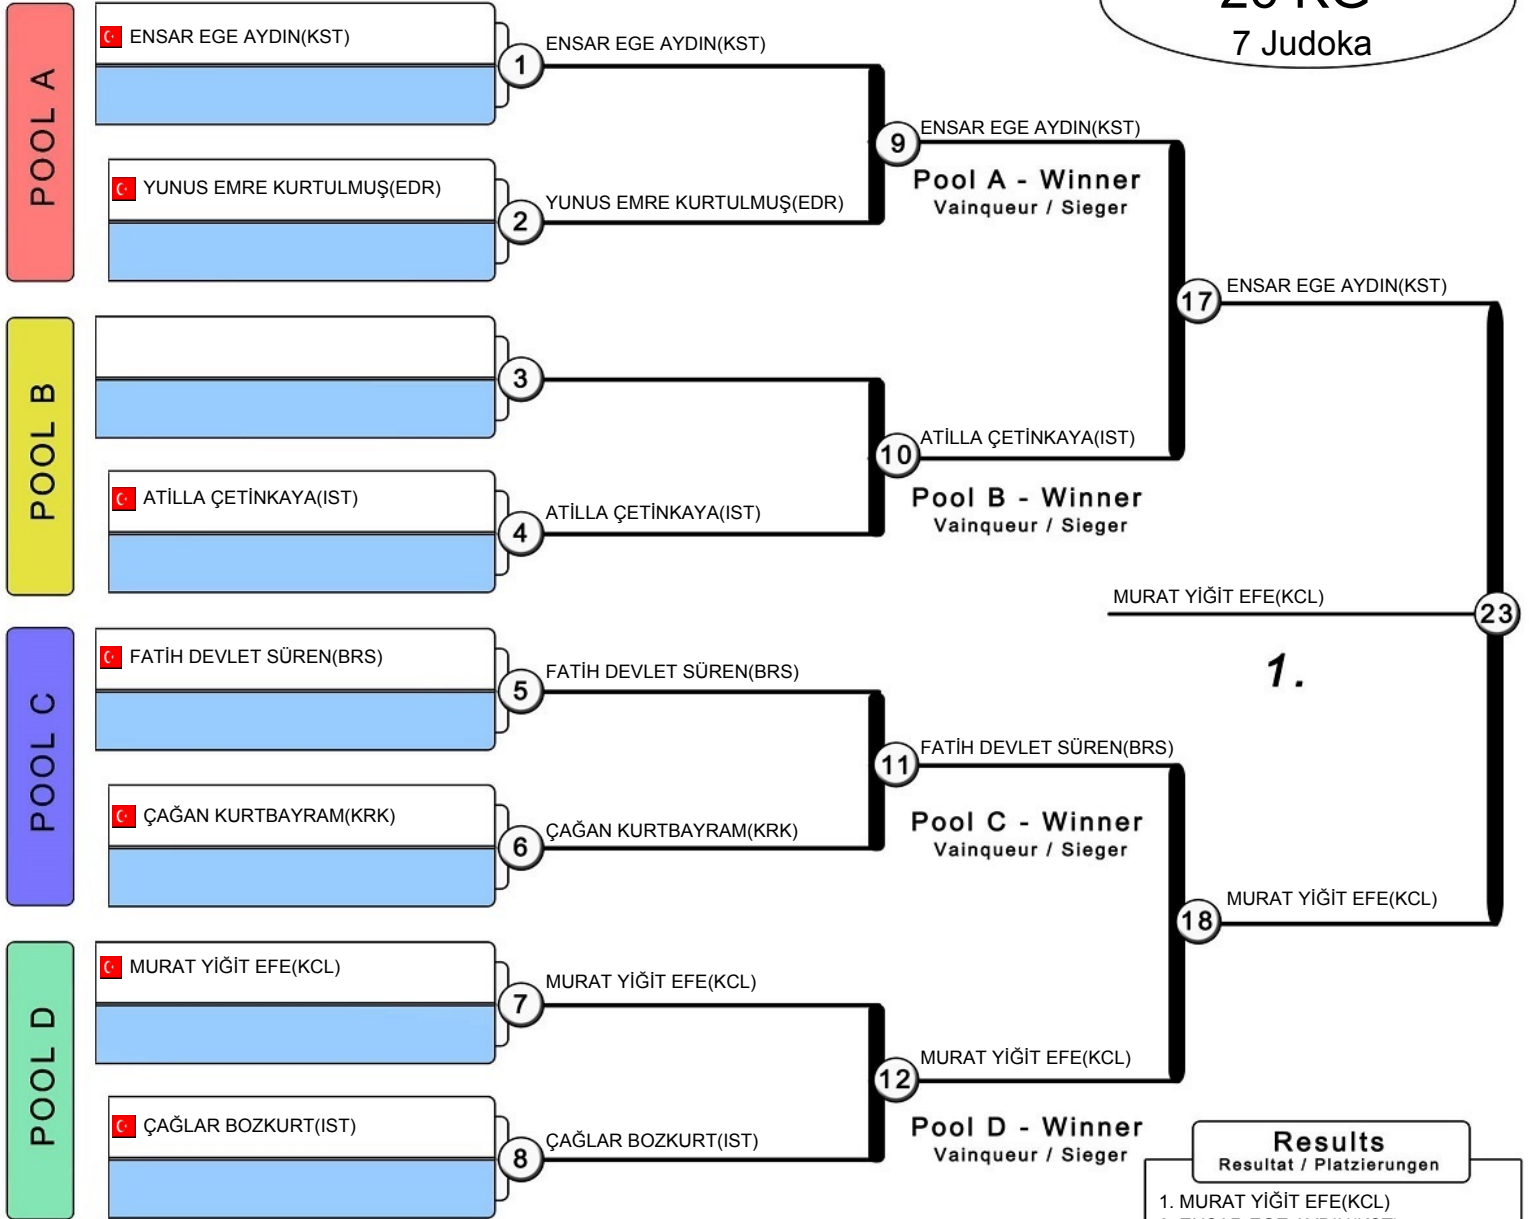 KG
7 Judoka
POOL A
ENSAR EGE AYDIN(KST)
1
ENSAR EGE AYDIN(KST)
YUNUS EMRE KURTULMUŞ(EDR)
2
YUNUS EMRE KURTULMUŞ(EDR)
9
ENSAR EGE AYDIN(KST)
Pool A - Winner
Vainqueur / Sieger
POOL B
3
ATİLLA ÇETİNKAYA(IST)
4
ATİLLA ÇETİNKAYA(IST)
10
ATİLLA ÇETİNKAYA(IST)
Pool B - Winner
Vainqueur / Sieger
17
ENSAR EGE AYDIN(KST)
POOL C
FATİH DEVLET SÜREN(BRS)
5
FATİH DEVLET SÜREN(BRS)
ÇAĞAN KURTBAYRAM(KRK)
6
ÇAĞAN KURTBAYRAM(KRK)
11
FATİH DEVLET SÜREN(BRS)
Pool C - Winner
Vainqueur / Sieger
POOL D
MURAT YİĞİT EFE(KCL)
7
MURAT YİĞİT EFE(KCL)
ÇAĞLAR BOZKURT(IST)
8
ÇAĞLAR BOZKURT(IST)
12
MURAT YİĞİT EFE(KCL)
Pool D - Winner
Vainqueur / Sieger
18
MURAT YİĞİT EFE(KCL)
MURAT YİĞİT EFE(KCL)
23
1.
Results
Resultat / Platzierungen
1. MURAT YİĞİT EFE(KCL)